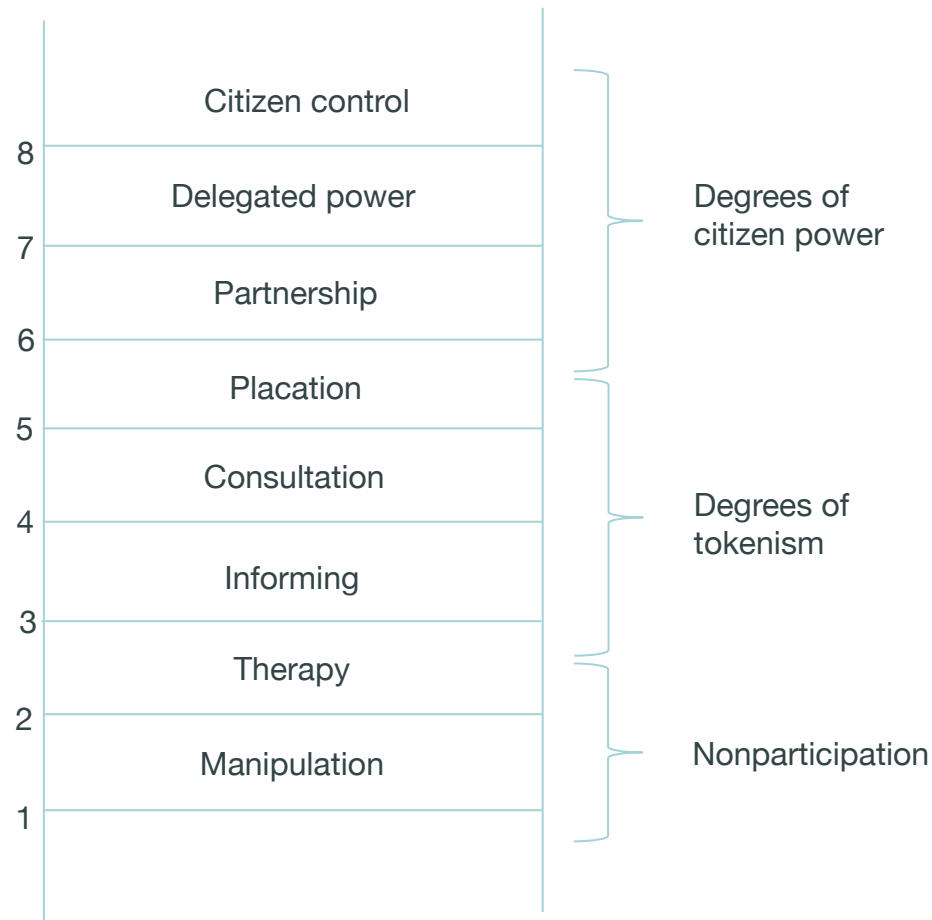 Citizen control
8
Delegated power
Degrees of
citizen power
7
Partnership
6
Placation
5
Consultation
Degrees of
tokenism
4
Informing
3
Therapy
2
Nonparticipation
Manipulation
1